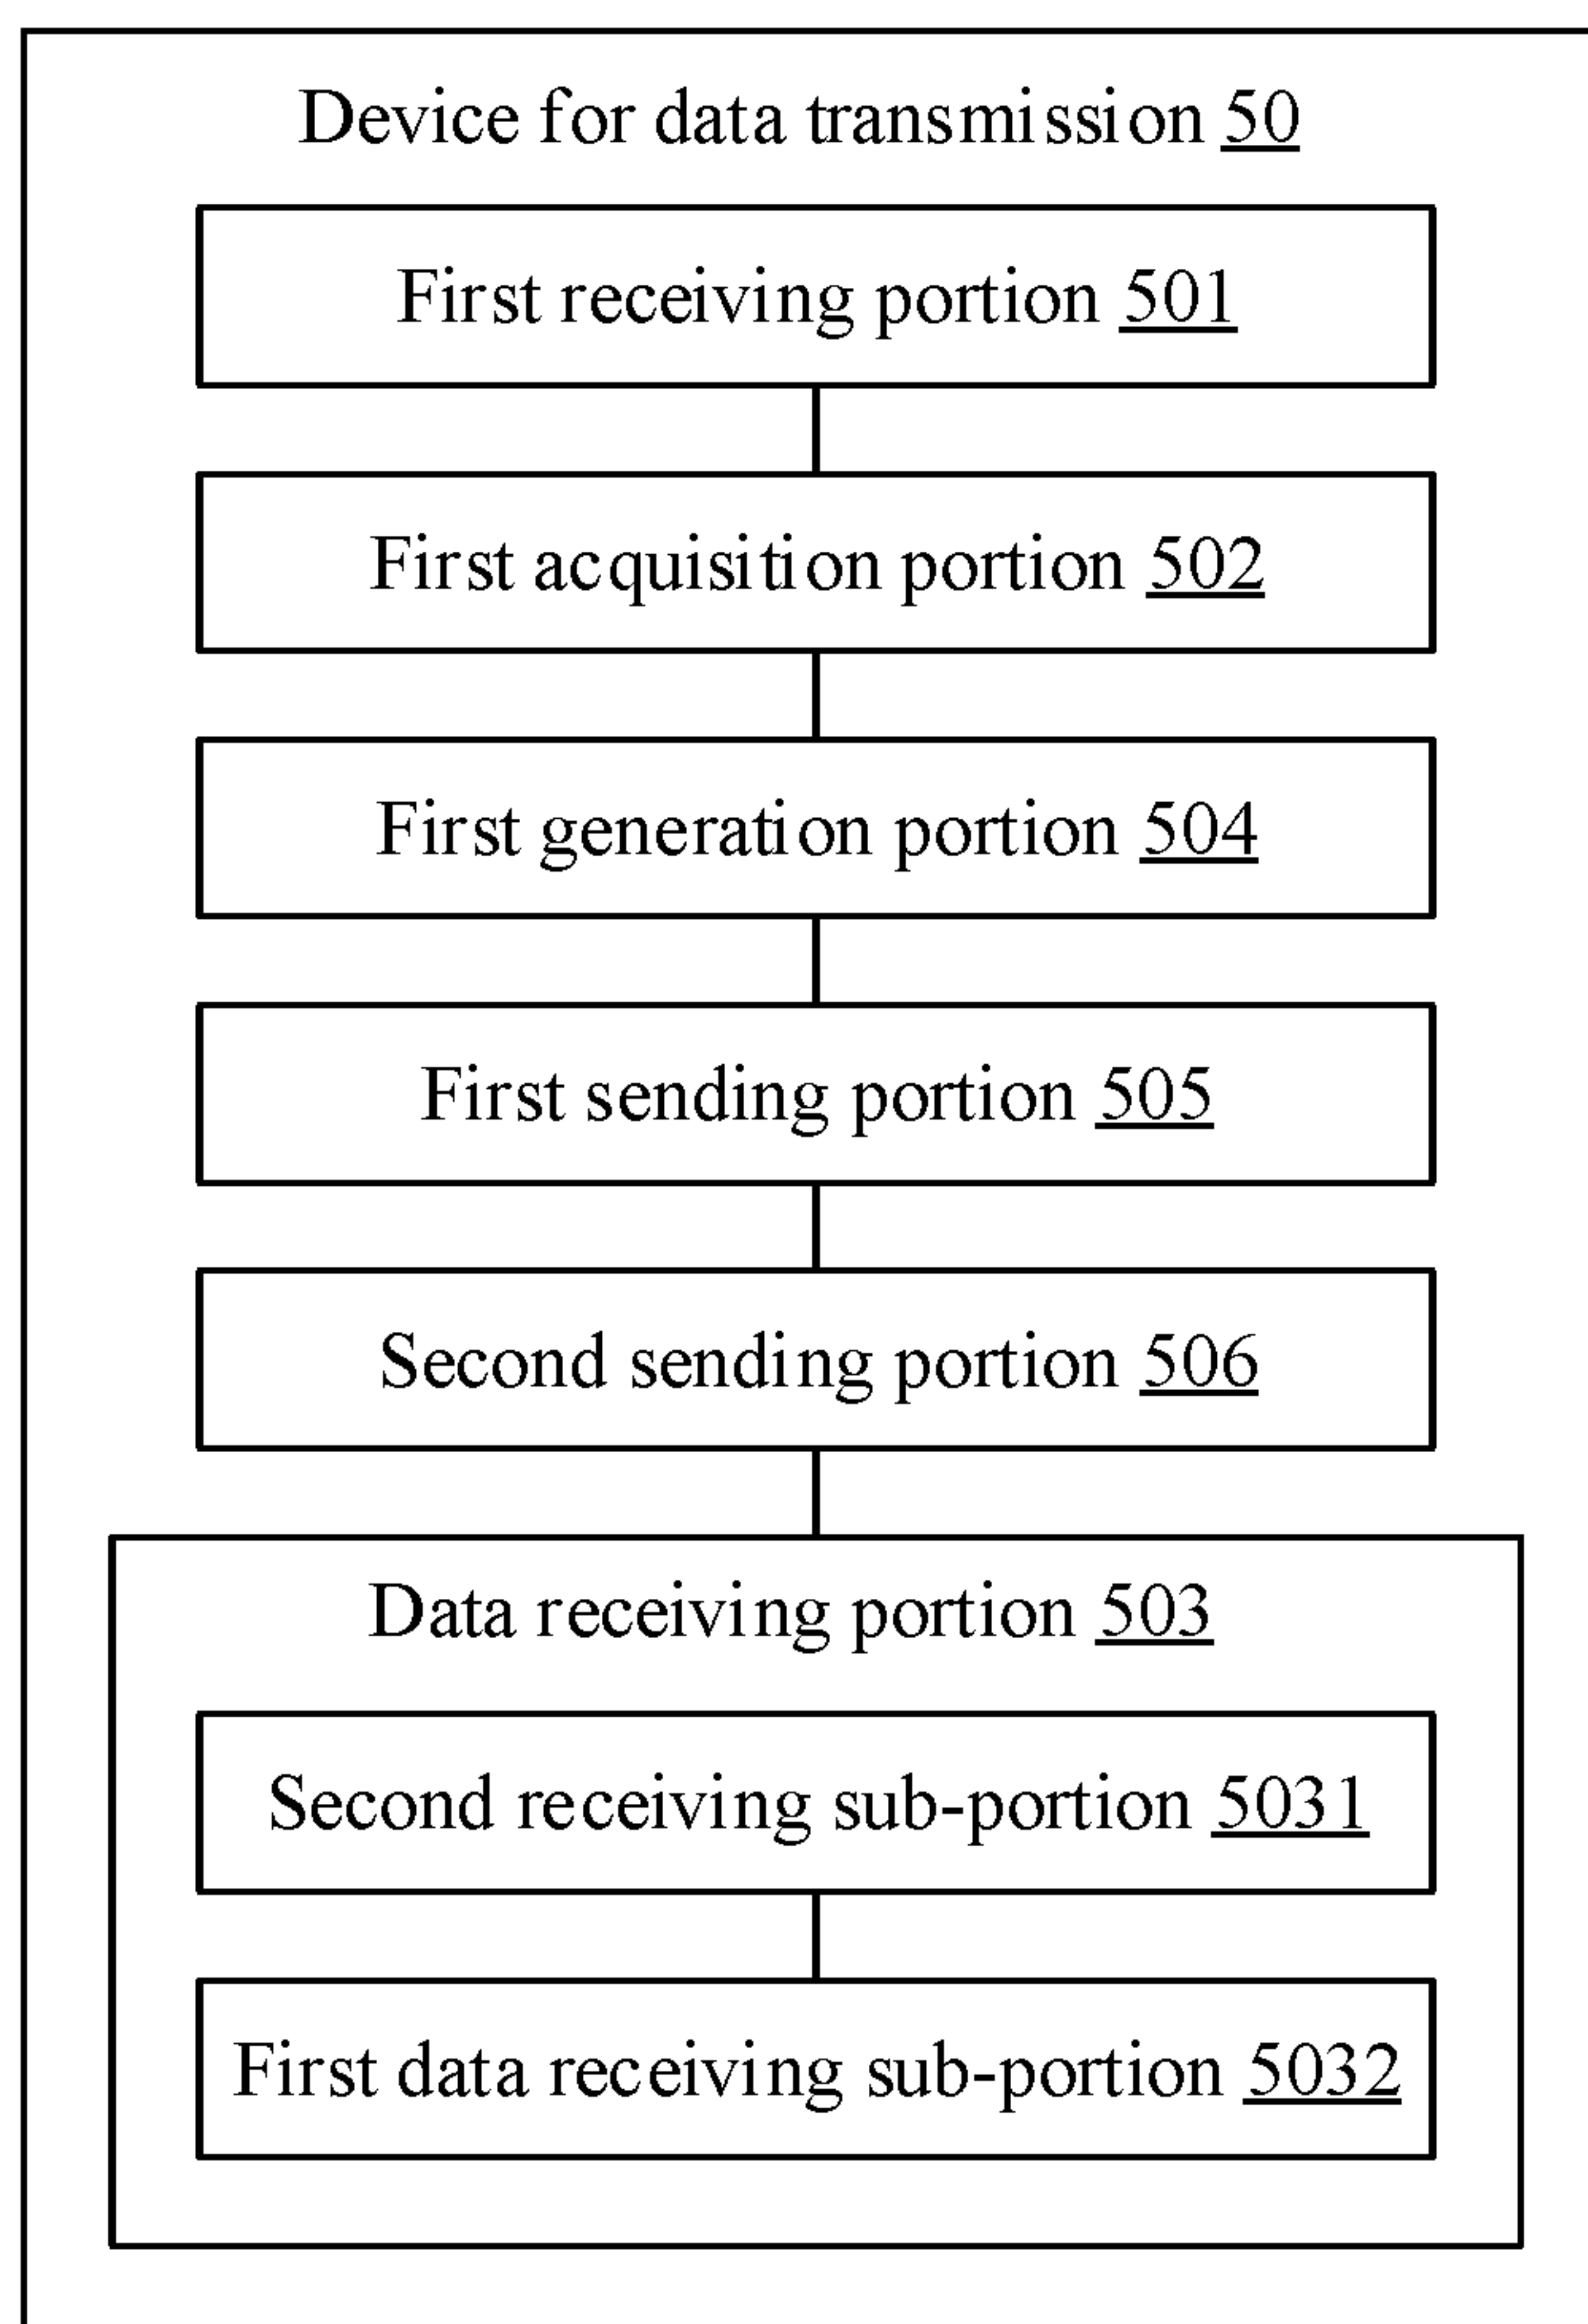 Device for data transmission 50
First receiving portion 501
First acquisition portion 502
First generation portion 504
First sending portion 505
Second sending portion 506
Data receiving portion 503
Second receiving sub-portion 5031
First data receiving sub-portion 5032